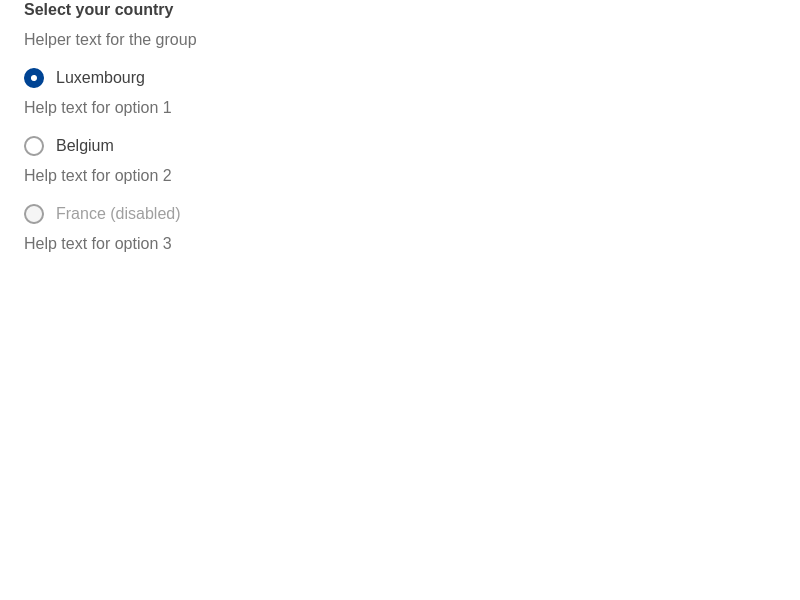 Select your country
Helper text for the group
Luxembourg
Help text for option 1
Belgium
Help text for option 2
France (disabled)
Help text for option 3